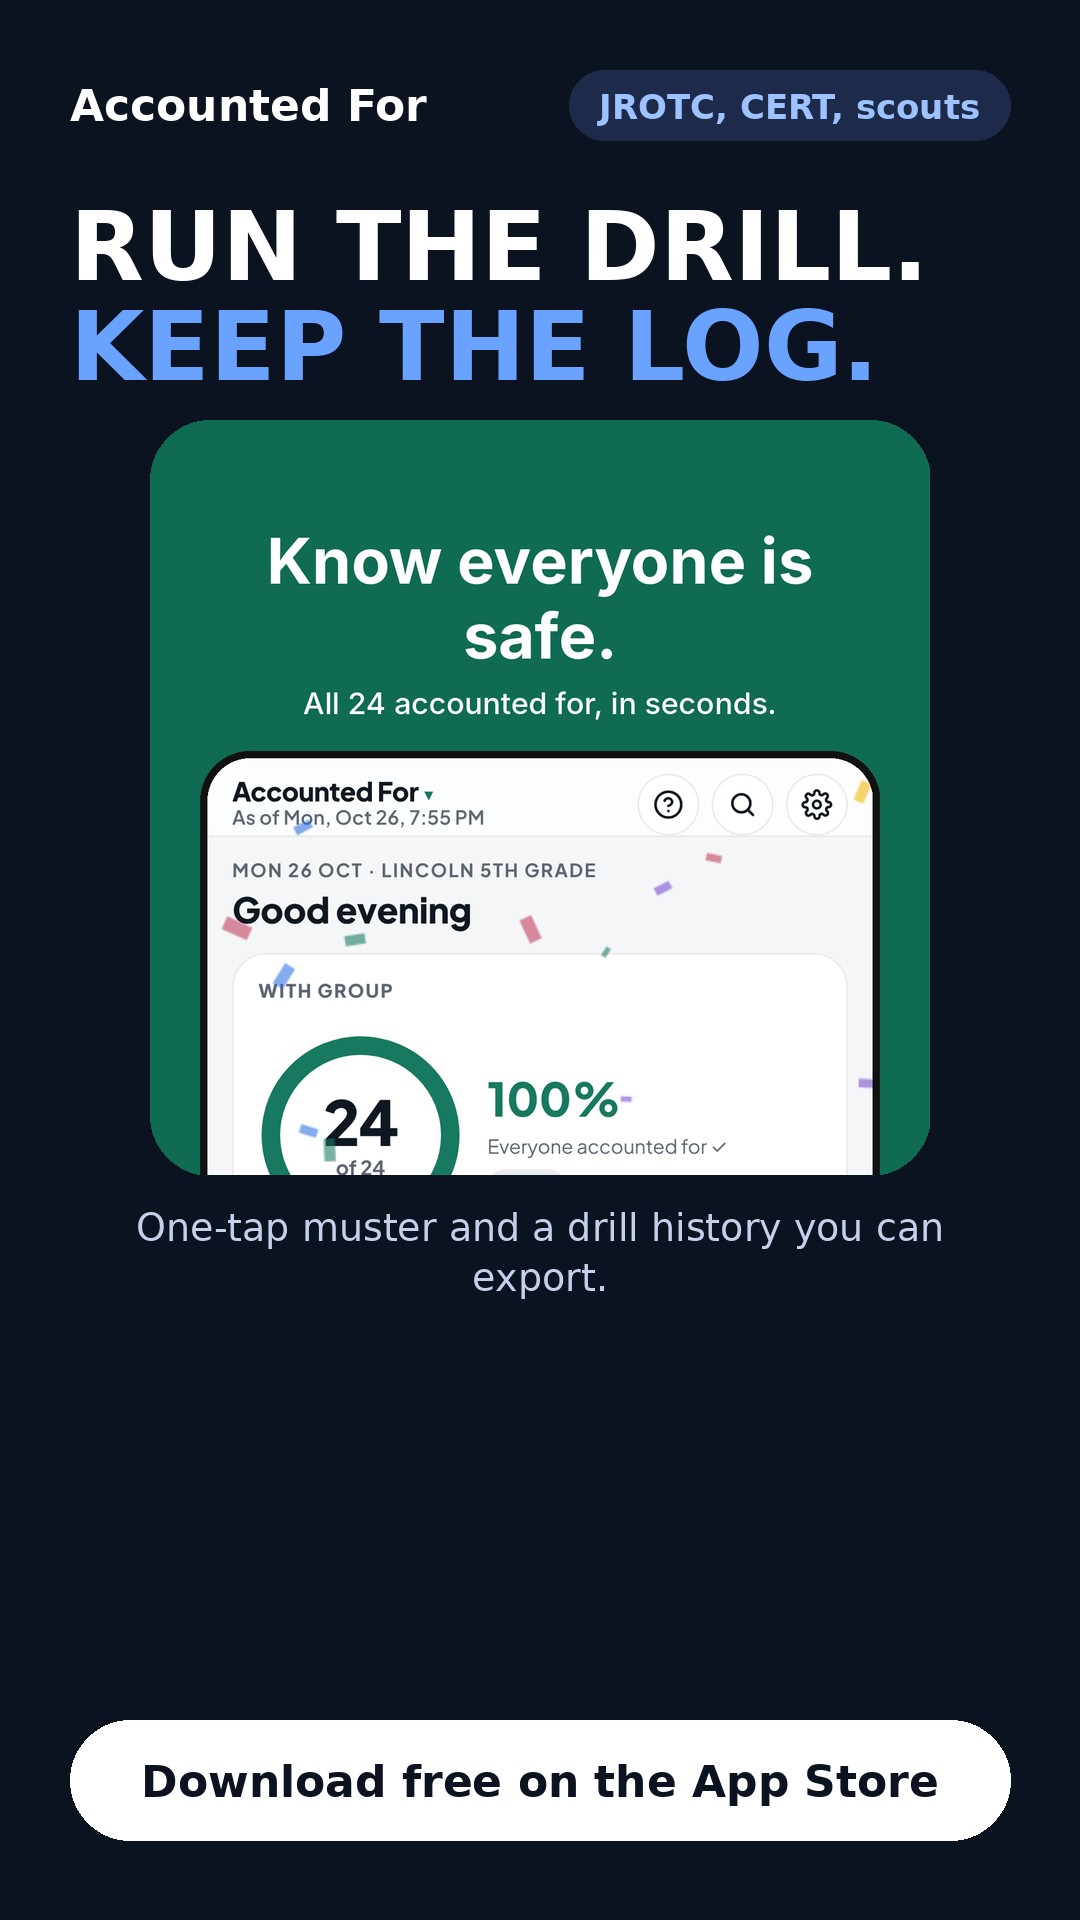 Accounted For
JROTC, CERT, scouts
RUN THE DRILL.
KEEP THE LOG.
Know everyone is
safe.
All 24 accounted for, in seconds.
Accounted For ▾
As of Mon, Oct 26, 7:55 PM
MON 26 OCT · LINCOLN 5TH GRADE
Good evening
WITH GROUP
24
of 24
100%
Everyone accounted for ✓
One-tap muster and a drill history you can
export.
Download free on the App Store